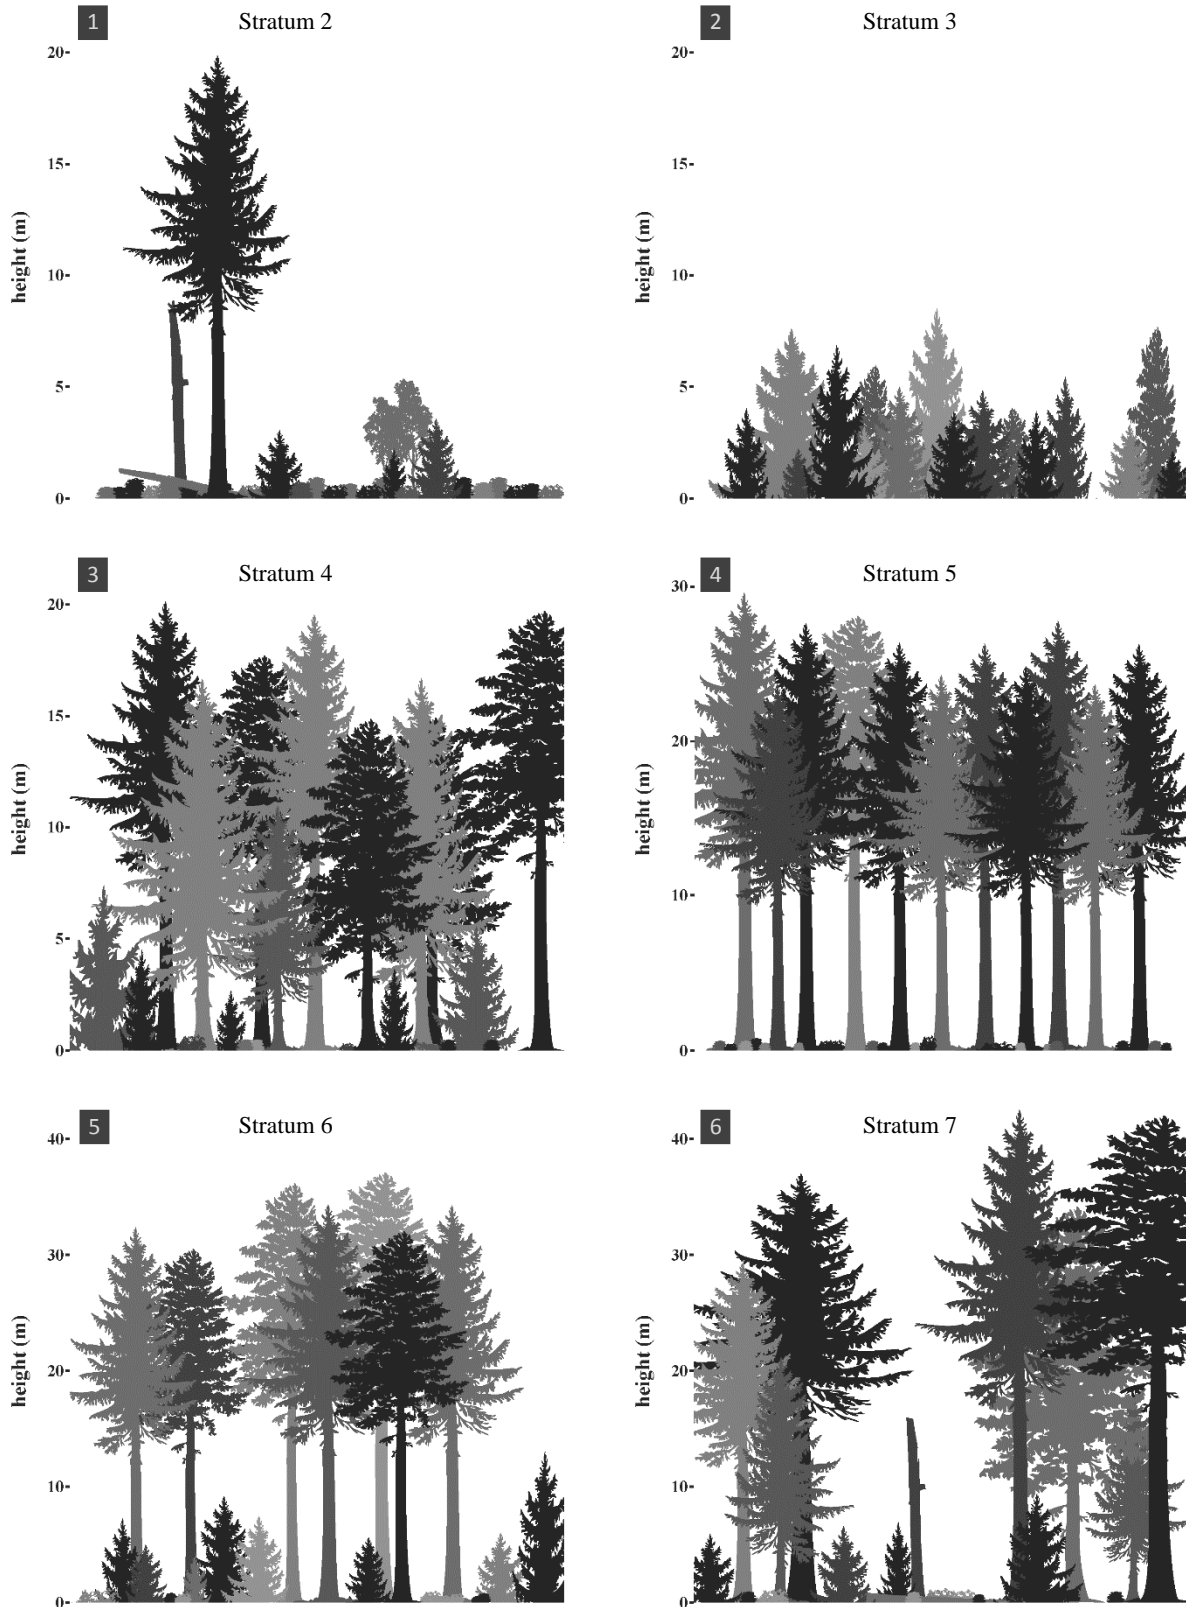 1 Stratum 2
20-
15-
10-
5-
0-
height (m)
2 Stratum 3
20-
15-
10-
5-
0-
height (m)
3 Stratum 4
20-
15-
10-
5-
0-
height (m)
4 Stratum 5
30-
20-
10-
0-
height (m)
5 Stratum 6
40-
30-
20-
10-
0-
height (m)
6 Stratum 7
40-
30-
20-
10-
0-
height (m)